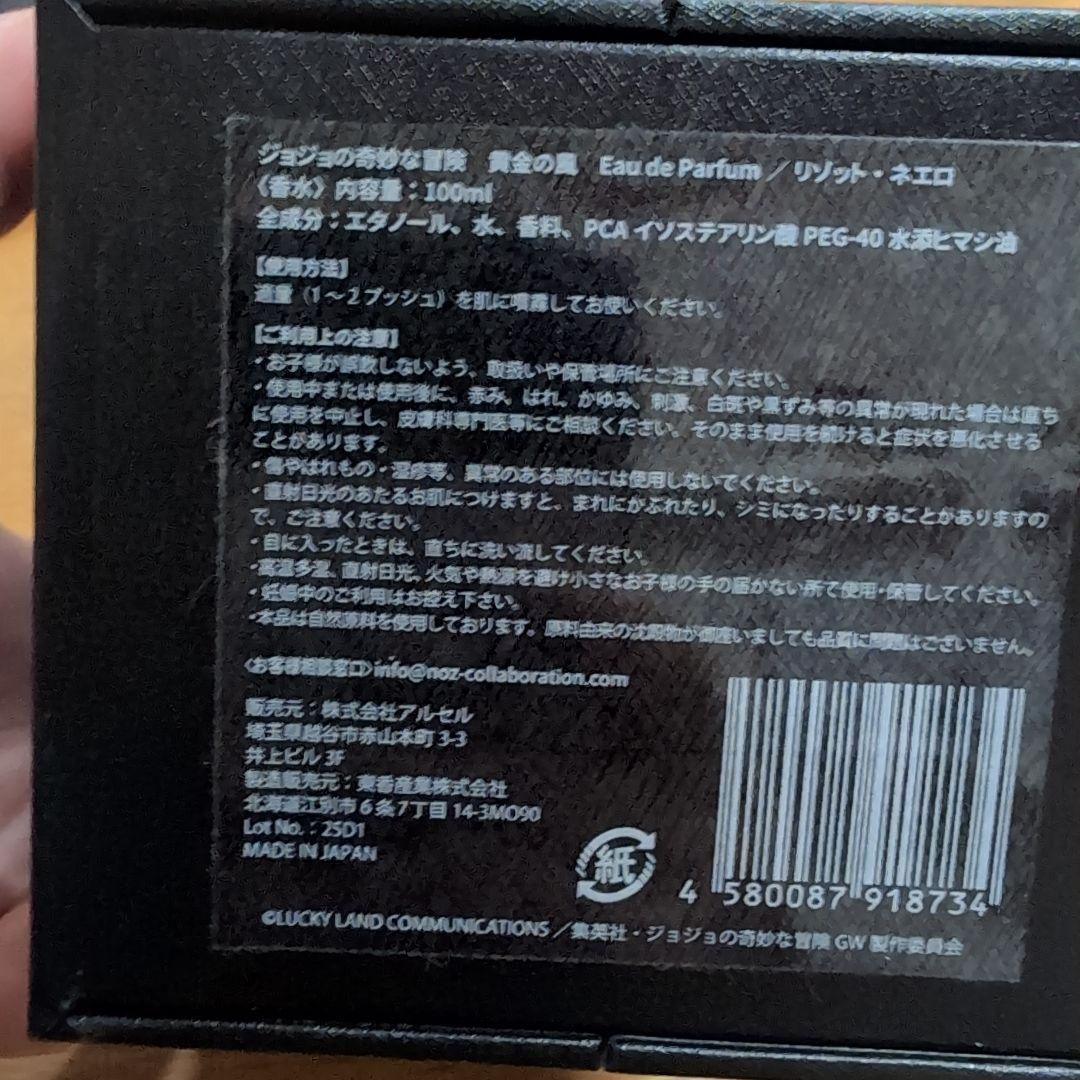 ジョジョの奇妙な冒険　黄金の風　Eau de Parfum／リゾット・ネエロ
〈香水〉内容量：100ml
全成分：エタノール、水、香料、PCA イソステアリン酸 PEG-40 水添ヒマシ油
【使用方法】
適量（1～2プッシュ）を肌に噴霧してお使いください。
【ご利用上の注意】
・お子様が誤飲しないよう、取扱いや保管場所にご注意ください。
・使用中または使用後に、赤み、はれ、かゆみ、刺激、白斑や黒ずみ等の異常が現れた場合は直ち
に使用を中止し、皮膚科専門医等にご相談ください。そのまま使用を続けると症状を悪化させる
ことがあります。
・傷やはれもの・湿疹等、異常のある部位には使用しないでください。
・直射日光のあたるお肌につけますと、まれにかぶれたり、シミになったりすることがありますの
で、ご注意ください。
・目に入ったときは、直ちに洗い流してください。
・高温多湿、直射日光、火気や熱源を避け小さなお子様の手の届かない所で使用・保管してください。
・妊娠中のご利用はお控え下さい。
・本品は自然原料を使用しております。原料由来の沈殿物が御座いましても品質に問題はございません。
〈お客様相談窓口〉info@noz-collaboration.com
販売元：株式会社アルセル
埼玉県越谷市赤山本町 3-3
井上ビル 3F
製造販売元：東香産業株式会社
北海道江別市 6 条 7 丁目 14-3MO90
Lot No.：25D1
MADE IN JAPAN
紙
4 580087 918734
©LUCKY LAND COMMUNICATIONS／集英社・ジョジョの奇妙な冒険 GW 製作委員会